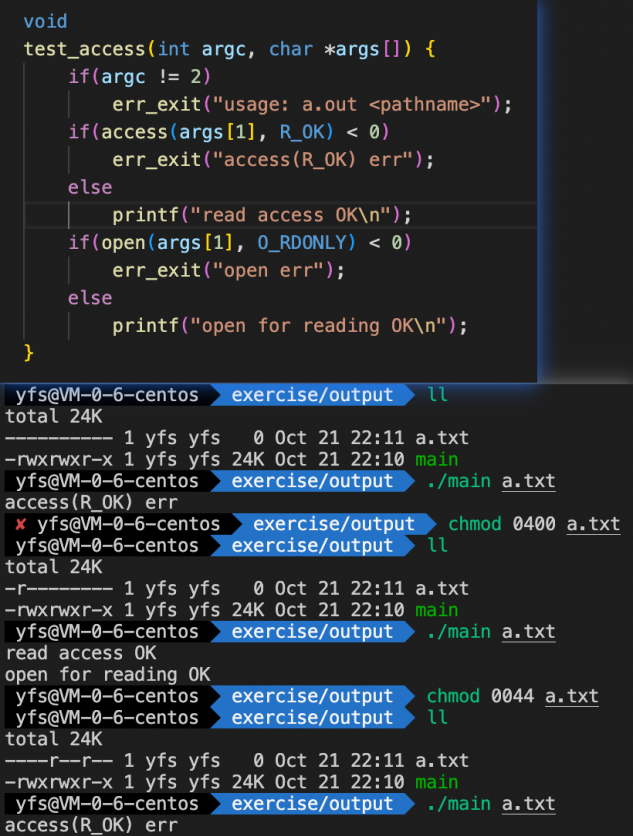 void
test_access(int argc, char *args[]) {
    if(argc != 2)
        err_exit("usage: a.out <pathname>");
    if(access(args[1], R_OK) < 0)
        err_exit("access(R_OK) err");
    else
        printf("read access OK\n");
    if(open(args[1], O_RDONLY) < 0)
        err_exit("open err");
    else
        printf("open for reading OK\n");
}
yfs@VM-0-6-centos exercise/output ll
total 24K
---------- 1 yfs yfs   0 Oct 21 22:11 a.txt
-rwxrwxr-x 1 yfs yfs 24K Oct 21 22:10 main
yfs@VM-0-6-centos exercise/output ./main a.txt
access(R_OK) err
✘ yfs@VM-0-6-centos exercise/output chmod 0400 a.txt
yfs@VM-0-6-centos exercise/output ll
total 24K
-r-------- 1 yfs yfs   0 Oct 21 22:11 a.txt
-rwxrwxr-x 1 yfs yfs 24K Oct 21 22:10 main
yfs@VM-0-6-centos exercise/output ./main a.txt
read access OK
open for reading OK
yfs@VM-0-6-centos exercise/output chmod 0044 a.txt
yfs@VM-0-6-centos exercise/output ll
total 24K
----r--r-- 1 yfs yfs   0 Oct 21 22:11 a.txt
-rwxrwxr-x 1 yfs yfs 24K Oct 21 22:10 main
yfs@VM-0-6-centos exercise/output ./main a.txt
access(R_OK) err